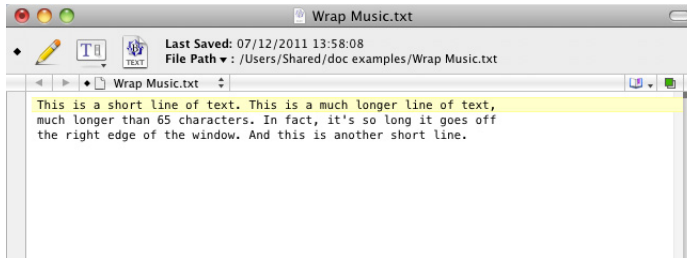 Wrap Music.txt
Last Saved: 07/12/2011 13:58:08
File Path ▾ : /Users/Shared/doc examples/Wrap Music.txt
T
TEXT
Wrap Music.txt
This is a short line of text. This is a much longer line of text,
much longer than 65 characters. In fact, it's so long it goes off
the right edge of the window. And this is another short line.